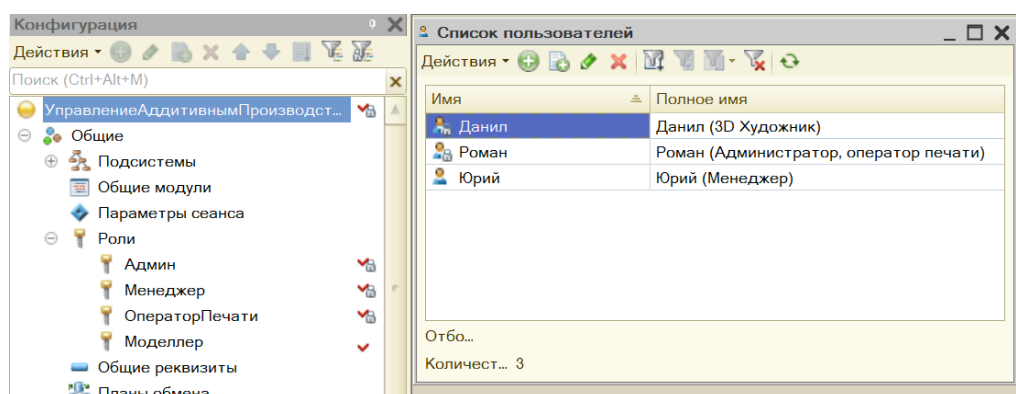 Конфигурация
Действия
Поиск (Ctrl+Alt+M)
УправлениеАддитивнымПроизводст...
Общие
Подсистемы
Общие модули
Параметры сеанса
Роли
Админ
Менеджер
ОператорПечати
Моделлер
Общие реквизиты
Планы обмена
Список пользователей
Действия
Имя Полное имя
Данил Данил (3D Художник)
Роман Роман (Администратор, оператор печати)
Юрий Юрий (Менеджер)
Отбо...
Количест... 3